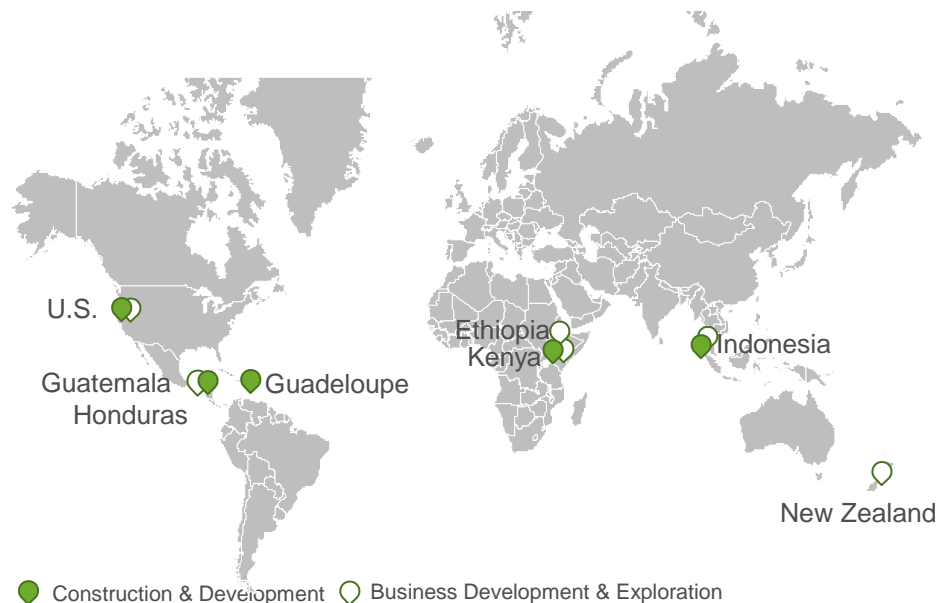 U.S.
Ethiopia
Kenya
Indonesia
Guatemala
Guadeloupe
Honduras
New Zealand
Construction & Development
Business Development & Exploration